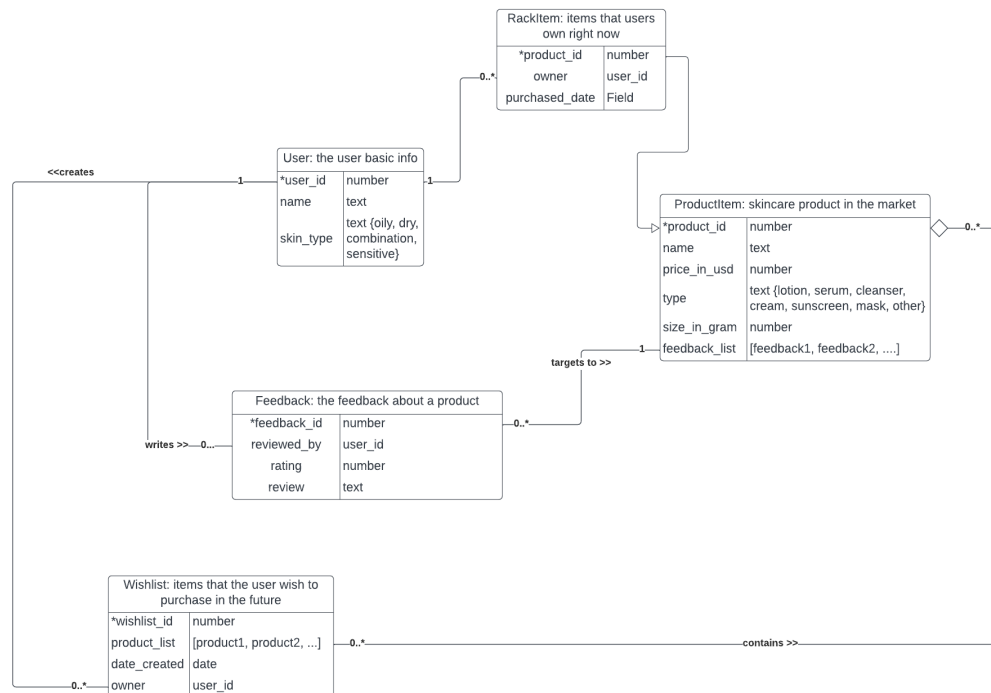 RackItem: items that users
own right now
*product_id number
owner user_id
purchased_date Field
0..*
User: the user basic info
*user_id number
name text
skin_type text {oily, dry,
combination,
sensitive}
<<creates
1
1
ProductItem: skincare product in the market
*product_id number
name text
price_in_usd number
type text {lotion, serum, cleanser,
cream, sunscreen, mask, other}
size_in_gram number
feedback_list [feedback1, feedback2, ....]
0..*
1
targets to >>
0..*
Feedback: the feedback about a product
*feedback_id number
reviewed_by user_id
rating number
review text
writes >> 0...
Wishlist: items that the user wish to
purchase in the future
*wishlist_id number
product_list [product1, product2, ...]
date_created date
owner user_id
0..*
0..*
contains >>